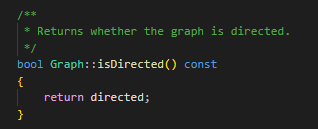 /**
 * Returns whether the graph is directed.
 */
bool Graph::isDirected() const
{
    return directed;
}